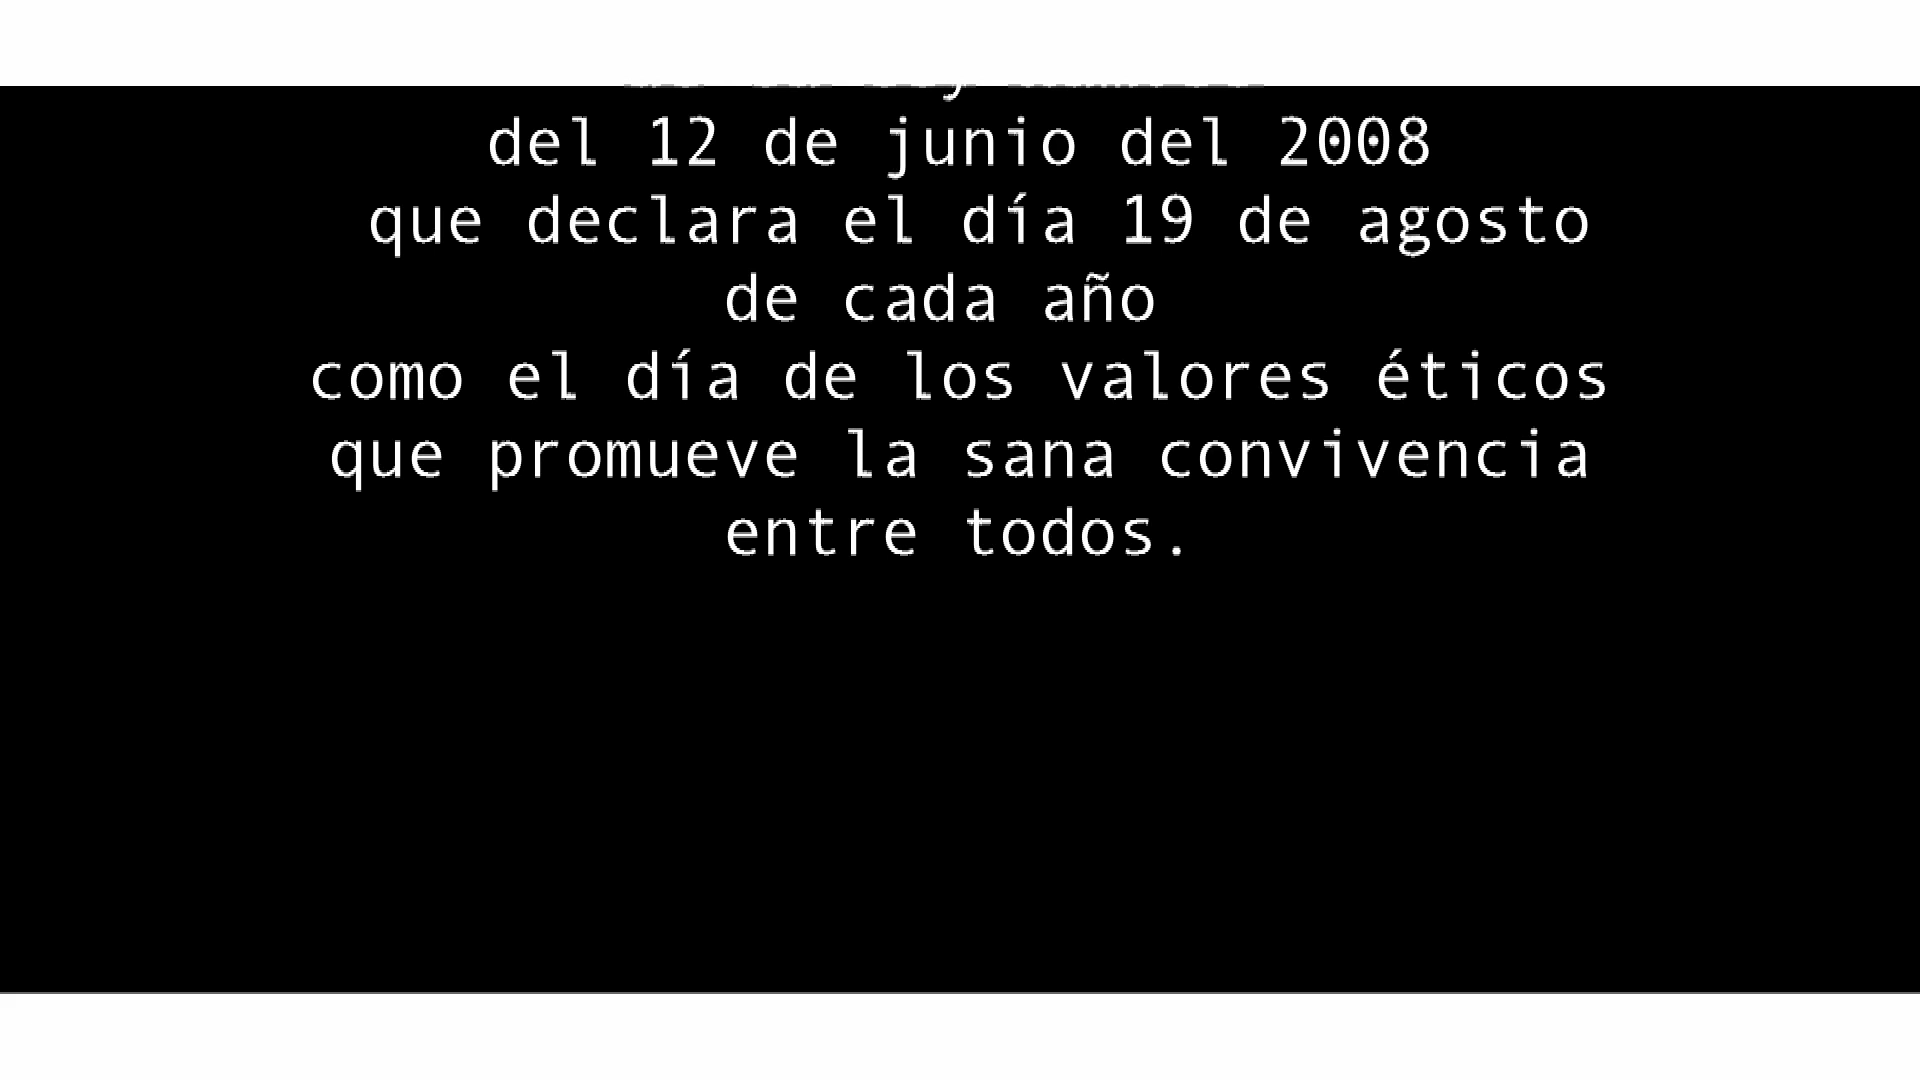 del 12 de junio del 2008
que declara el día 19 de agosto
de cada año
como el día de los valores éticos
que promueve la sana convivencia
entre todos.